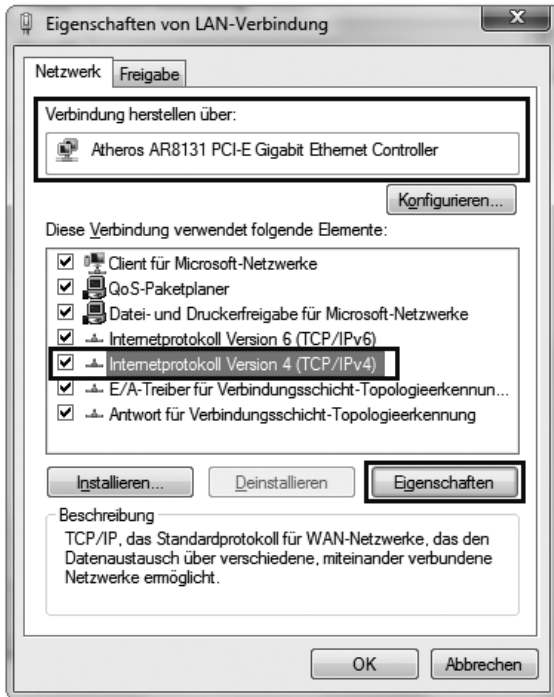 Eigenschaften von LAN-Verbindung
x
Netzwerk Freigabe
Verbindung herstellen über:
Atheros AR8131 PCI-E Gigabit Ethernet Controller
Konfigurieren...
Diese Verbindung verwendet folgende Elemente:
Client für Microsoft-Netzwerke
QoS-Paketplaner
Datei- und Druckerfreigabe für Microsoft-Netzwerke
Internetprotokoll Version 6 (TCP/IPv6)
Internetprotokoll Version 4 (TCP/IPv4)
E/A-Treiber für Verbindungsschicht-Topologieerkennun...
Antwort für Verbindungsschicht-Topologieerkennung
Installieren... Deinstallieren Eigenschaften
Beschreibung
TCP/IP, das Standardprotokoll für WAN-Netzwerke, das den
Datenaustausch über verschiedene, miteinander verbundene
Netzwerke ermöglicht.
OK Abbrechen